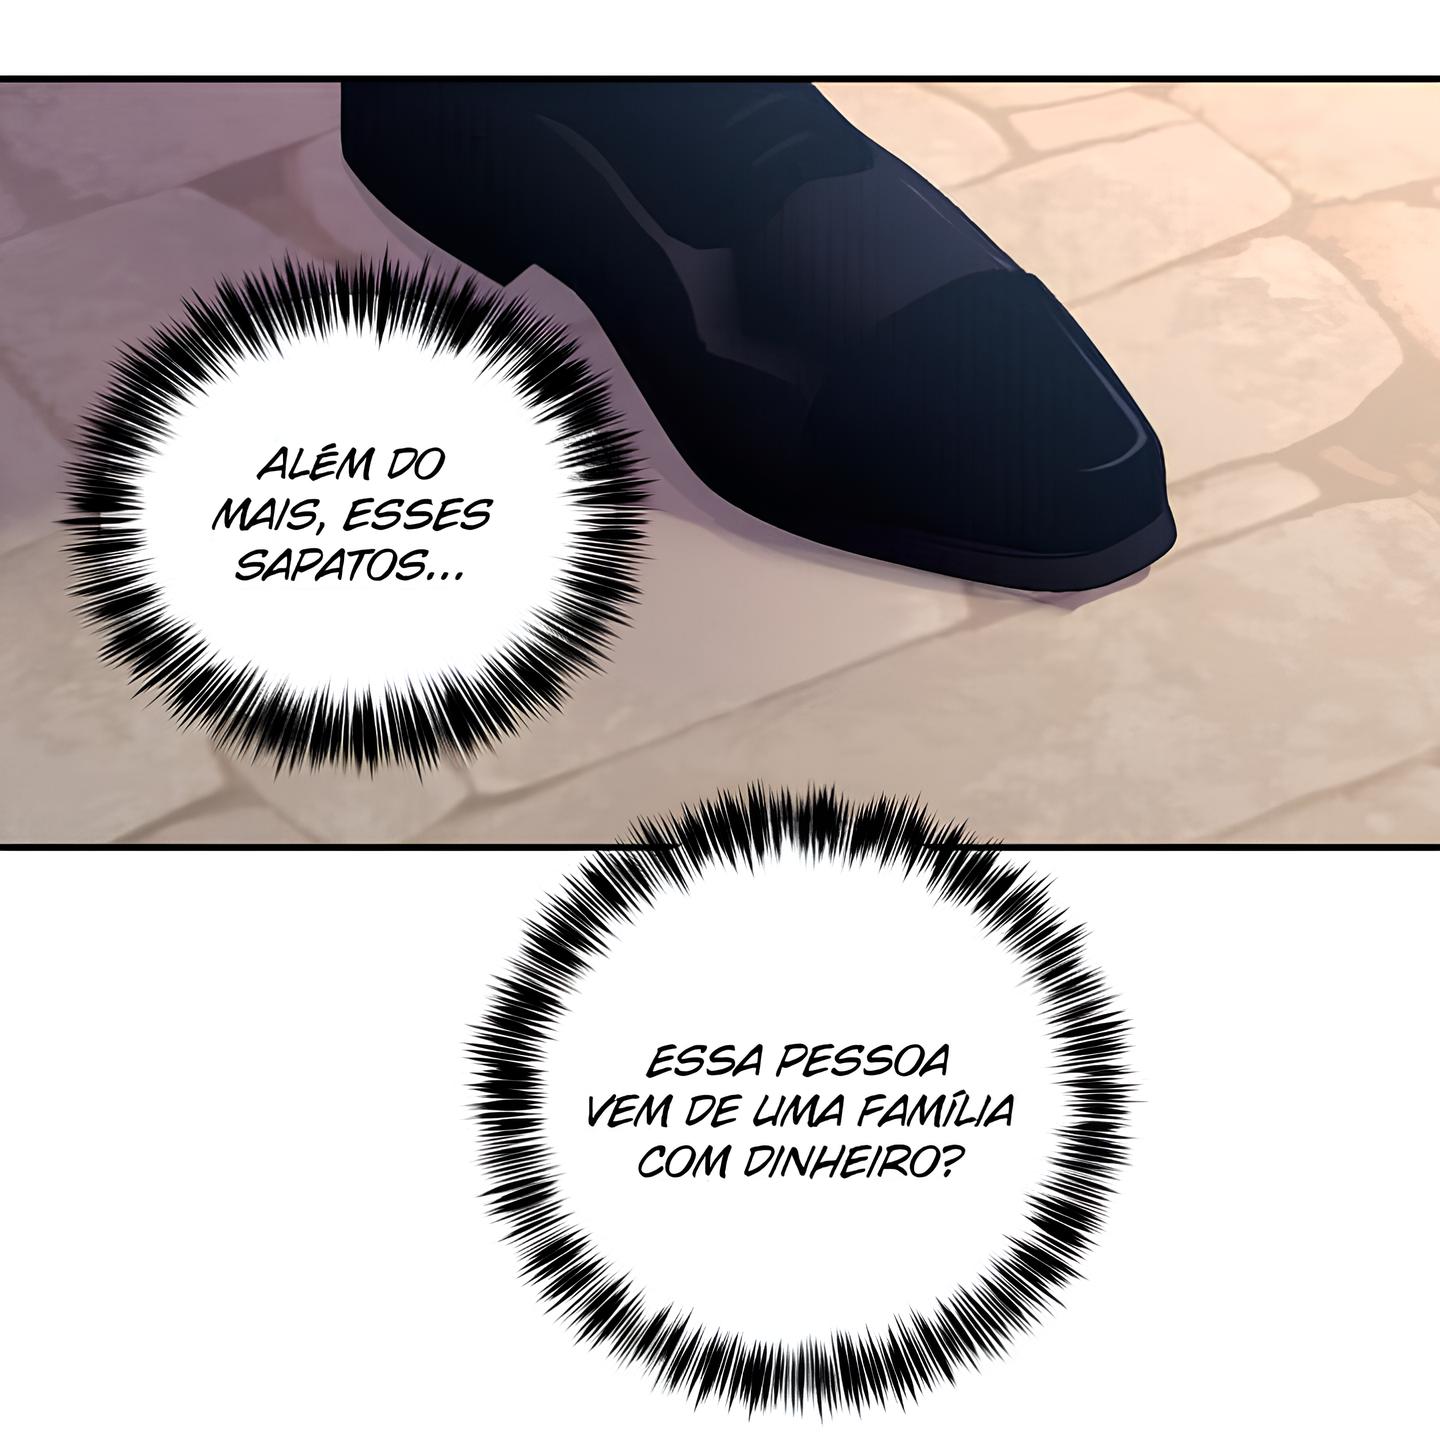 ALÉM DO
MAIS, ESSES
SAPATOS...
ESSA PESSOA
VEM DE UMA FAMÍLIA
COM DINHEIRO?